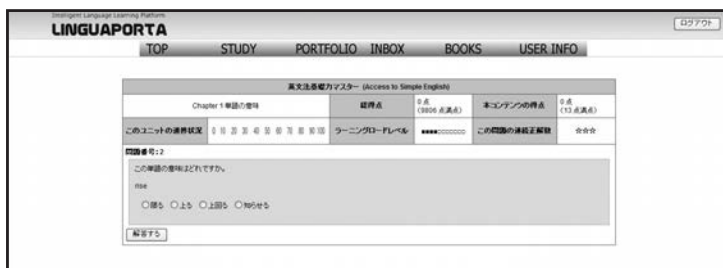 Intelligent Language Learning Platform
LINGUAPORTA
ログアウト
TOP STUDY PORTFOLIO INBOX BOOKS USER INFO
英文法基礎力マスター (Access to Simple English)
Chapter 1 単語の意味 総得点 0 点 (9806 点満点) 本コンテンツの得点 0 点 (13 点満点)
このユニットの進捗状況 0 10 20 30 40 50 60 70 80 90 100 ラーニングロードレベル ■■■■□□□□□□ この問題の連続正解数 ☆☆☆
問題番号:2
この単語の意味はどれですか。
rise
○贈る ○上る ○上回る ○知らせる
解答する